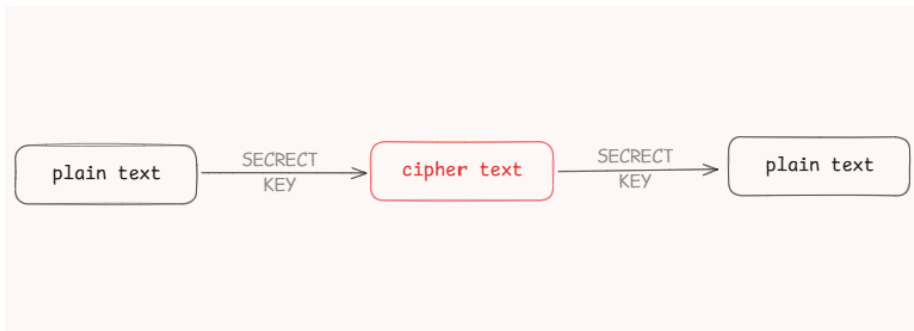 plain text
SECRECT
KEY
cipher text
SECRECT
KEY
plain text